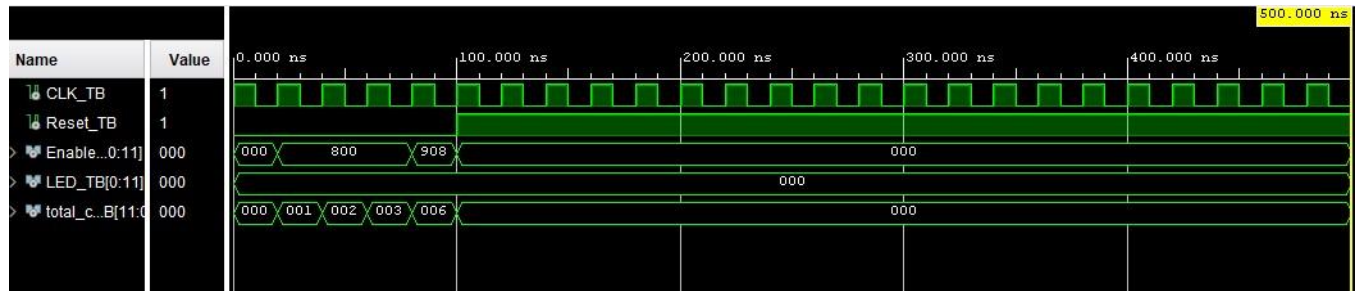 500.000 ns
Name Value 0.000 ns 100.000 ns 200.000 ns 300.000 ns 400.000 ns
CLK_TB 1
Reset_TB 1
Enable...0:11] 000 000 800 908 000
LED_TB[0:11] 000 000
total_c...B[11:0 000 000 001 002 003 006 000